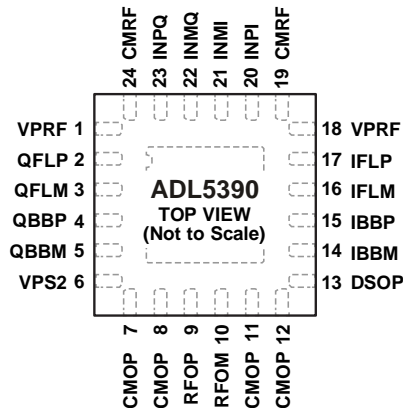 24 CMRF
23 INPQ
22 INMQ
21 INMI
20 INPI
19 CMRF
VPRF 1
QFLP 2
QFLM 3
QBBP 4
QBBM 5
VPS2 6
ADL5390
TOP VIEW
(Not to Scale)
18 VPRF
17 IFLP
16 IFLM
15 IBBP
14 IBBM
13 DSOP
CMOP 7
CMOP 8
RFOP 9
RFOM 10
CMOP 11
CMOP 12